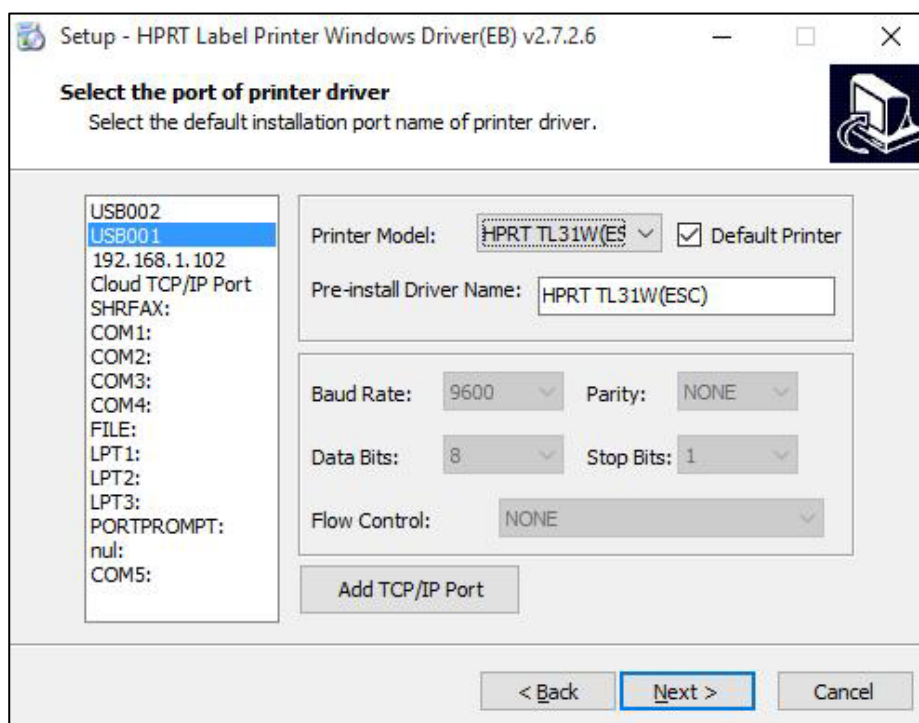 Setup - HPRT Label Printer Windows Driver(EB) v2.7.2.6
Select the port of printer driver
Select the default installation port name of printer driver.
USB002
USB001
192.168.1.102
Cloud TCP/IP Port
SHRFAX:
COM1:
COM2:
COM3:
COM4:
FILE:
LPT1:
LPT2:
LPT3:
PORTPROMPT:
nul:
COM5:
Printer Model: HPRT TL31W(ES Default Printer
Pre-install Driver Name: HPRT TL31W(ESC)
Baud Rate: 9600 Parity: NONE
Data Bits: 8 Stop Bits: 1
Flow Control: NONE
Add TCP/IP Port
< Back Next > Cancel